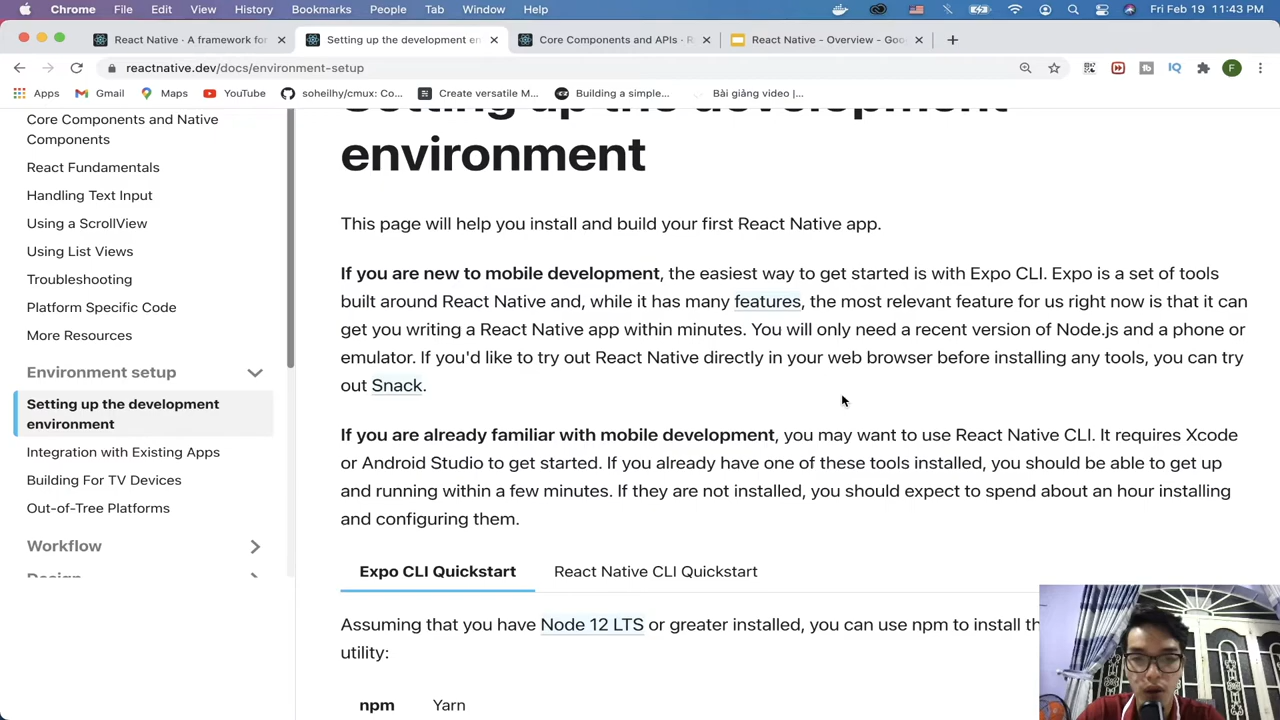 Chrome File Edit View History Bookmarks People Tab Window Help
Fri Feb 19 11:43 PM
React Native · A framework for
Setting up the development en
Core Components and APIs · R
React Native - Overview - Goo
reactnative.dev/docs/environment-setup
IQ
F
Apps
Gmail
Maps
YouTube
soheilhy/cmux: Co...
Create versatile M...
Building a simple...
Bài giảng video |...
Core Components and Native
Components
React Fundamentals
Handling Text Input
Using a ScrollView
Using List Views
Troubleshooting
Platform Specific Code
More Resources
Environment setup
Setting up the development
environment
Integration with Existing Apps
Building For TV Devices
Out-of-Tree Platforms
Workflow
Design
Setting up the development
environment
This page will help you install and build your first React Native app.
If you are new to mobile development, the easiest way to get started is with Expo CLI. Expo is a set of tools
built around React Native and, while it has many features, the most relevant feature for us right now is that it can
get you writing a React Native app within minutes. You will only need a recent version of Node.js and a phone or
emulator. If you'd like to try out React Native directly in your web browser before installing any tools, you can try
out Snack.
If you are already familiar with mobile development, you may want to use React Native CLI. It requires Xcode
or Android Studio to get started. If you already have one of these tools installed, you should be able to get up
and running within a few minutes. If they are not installed, you should expect to spend about an hour installing
and configuring them.
Expo CLI Quickstart
React Native CLI Quickstart
Assuming that you have Node 12 LTS or greater installed, you can use npm to install th
utility:
npm
Yarn